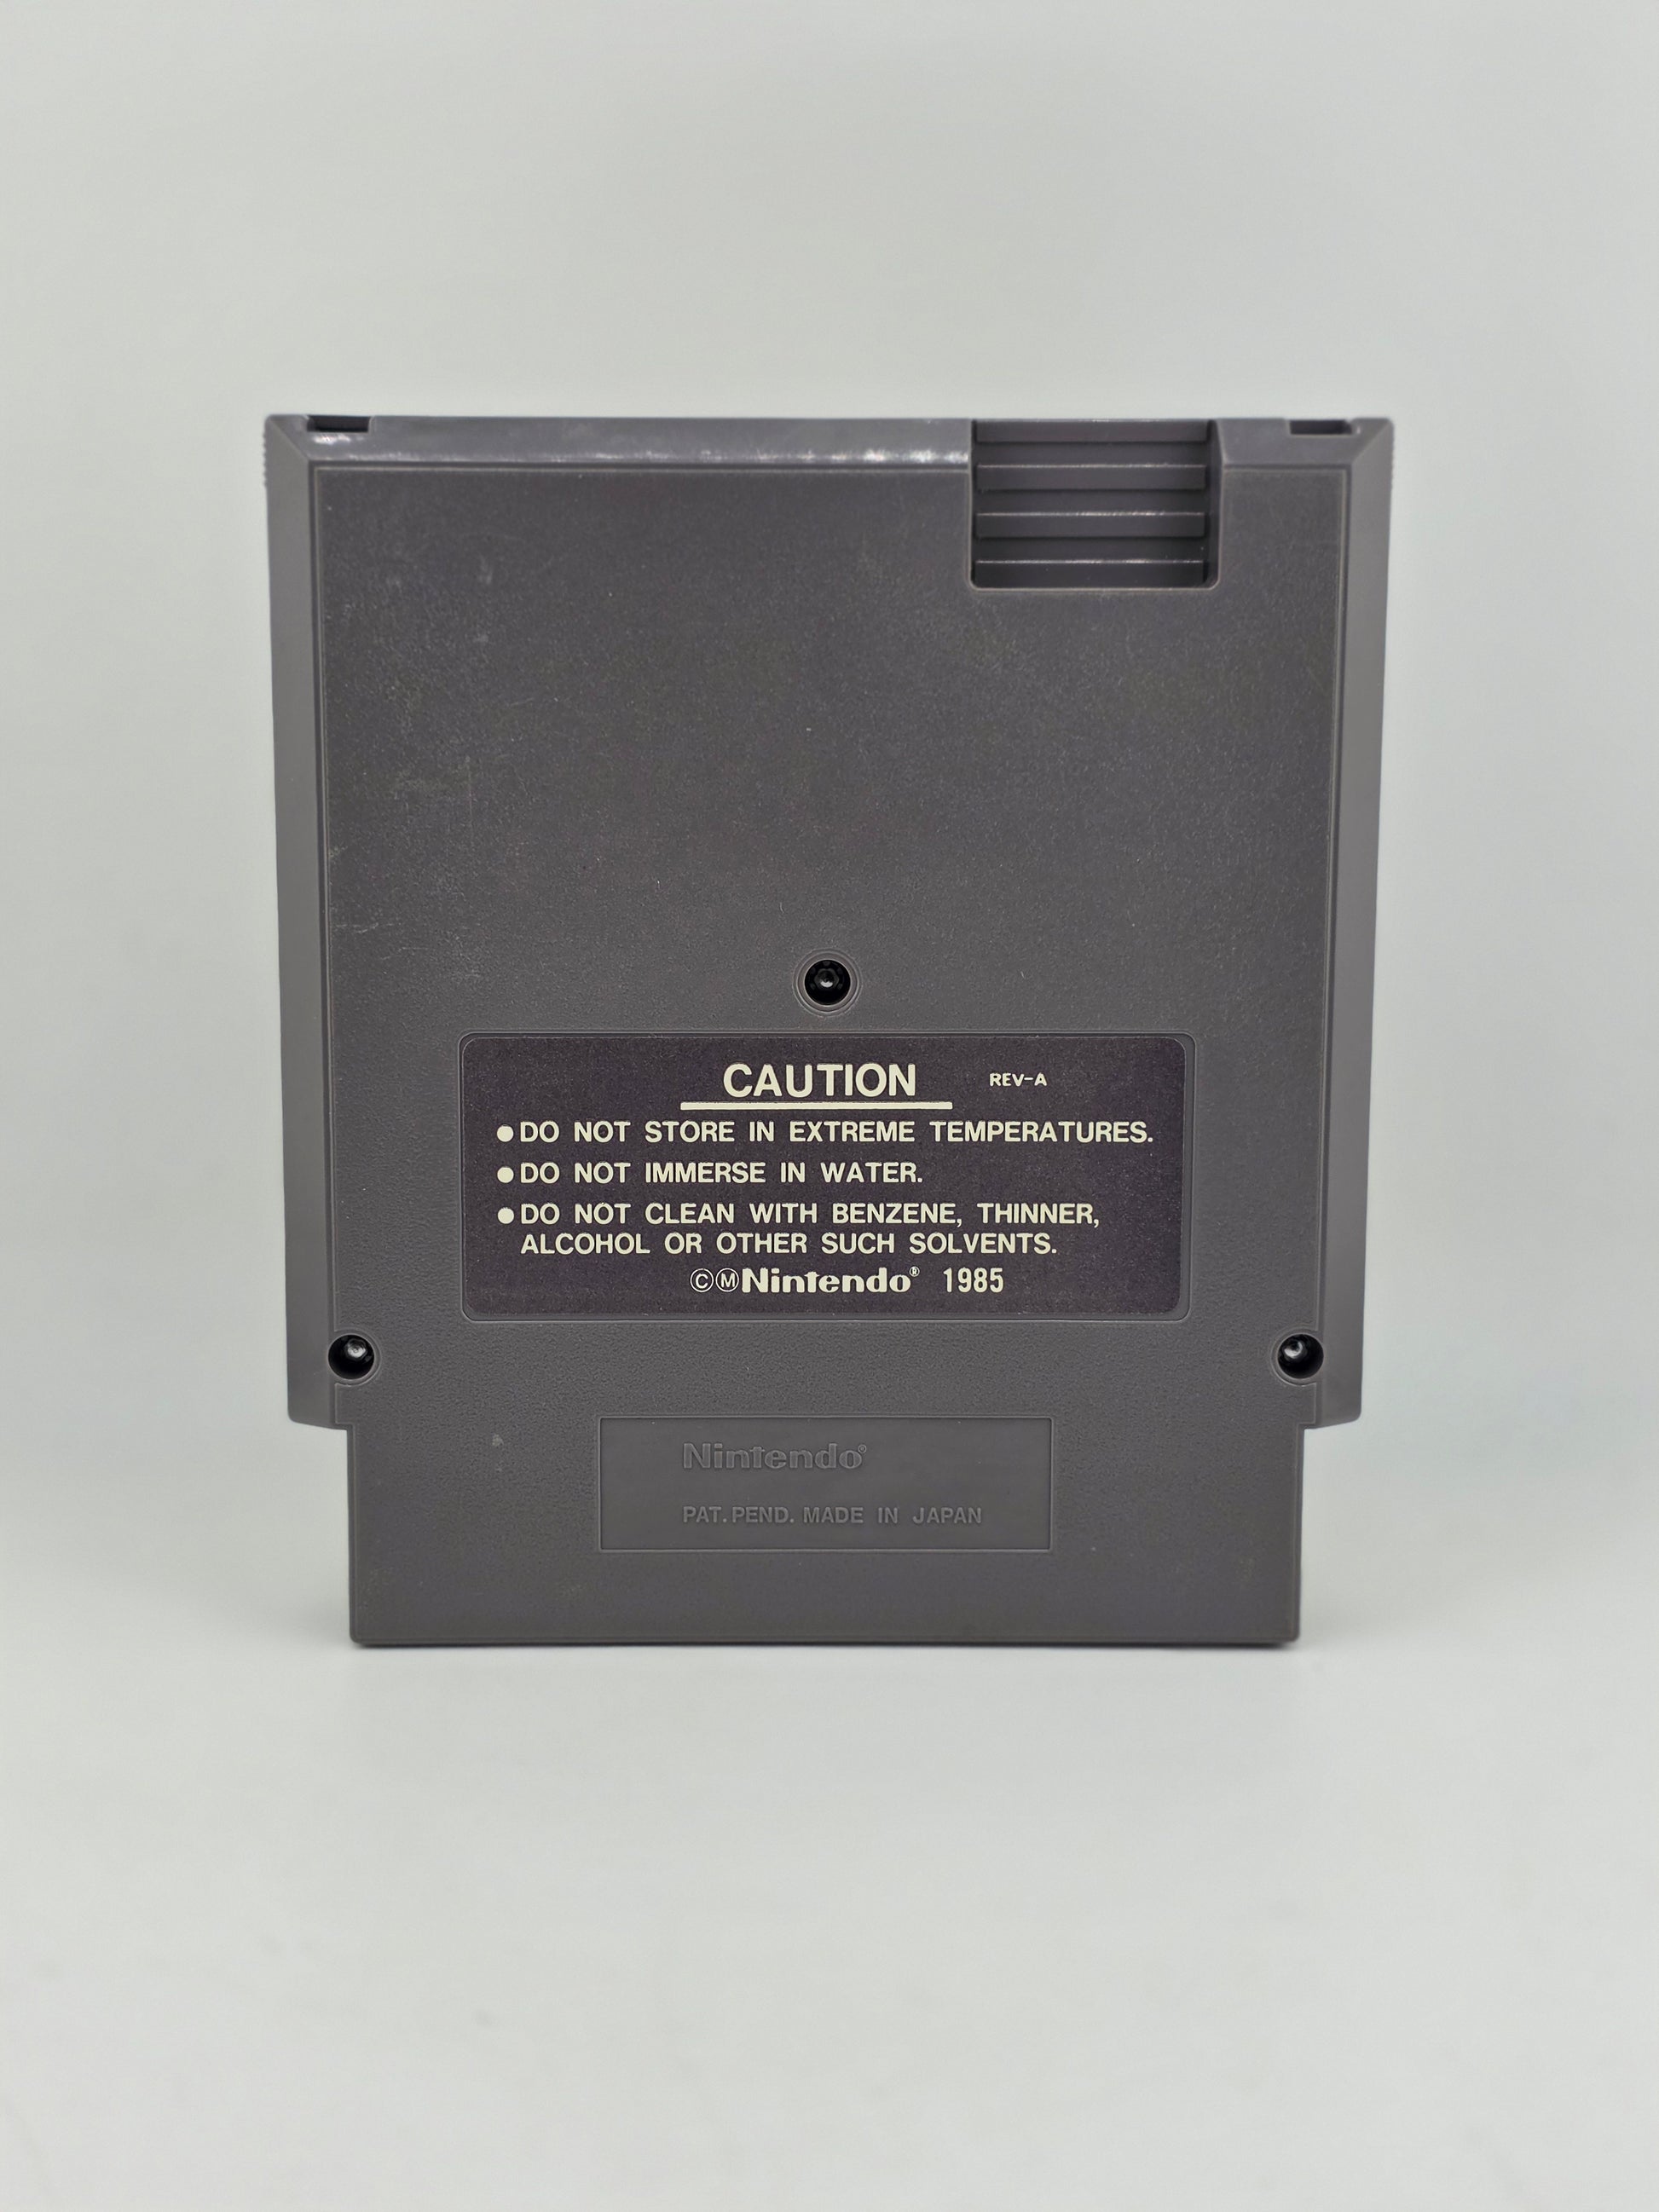 CAUTION REV-A
●DO NOT STORE IN EXTREME TEMPERATURES.
●DO NOT IMMERSE IN WATER.
●DO NOT CLEAN WITH BENZENE, THINNER,
ALCOHOL OR OTHER SUCH SOLVENTS.
©ⓂNintendo® 1985
Nintendo®
PAT. PEND. MADE IN JAPAN